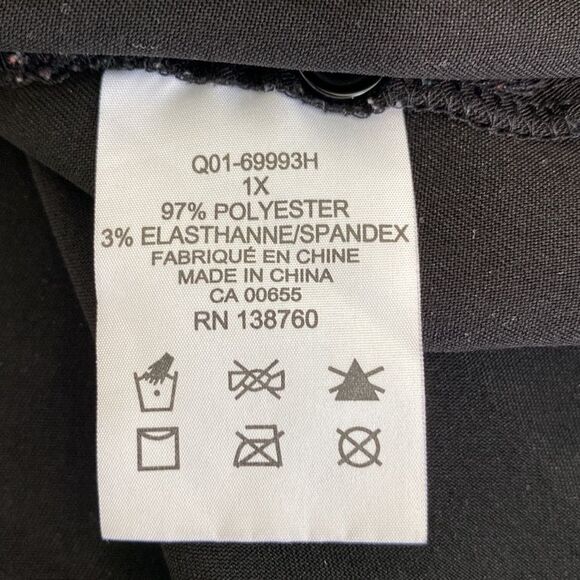 Q01-69993H
1X
97% POLYESTER
3% ELASTHANNE/SPANDEX
FABRIQUÉ EN CHINE
MADE IN CHINA
CA 00655
RN 138760